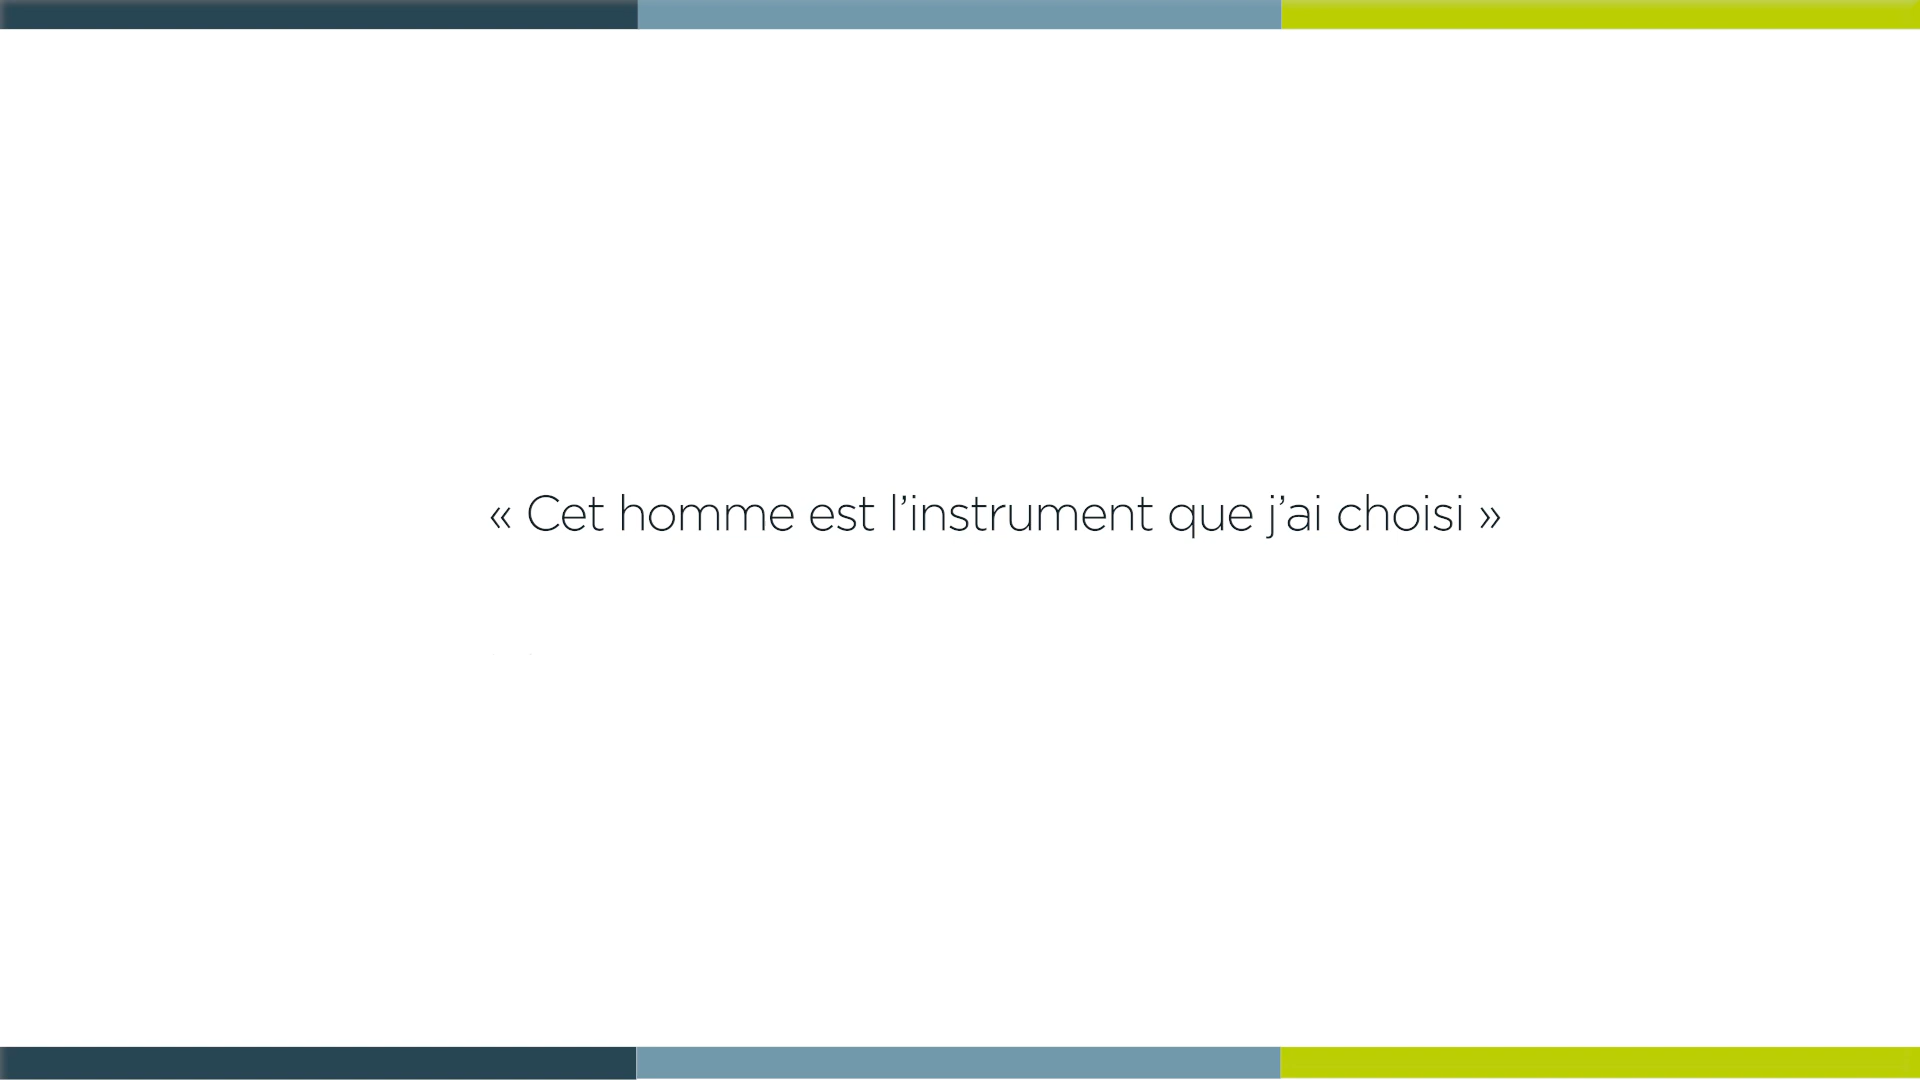 « Cet homme est l’instrument que j’ai choisi »